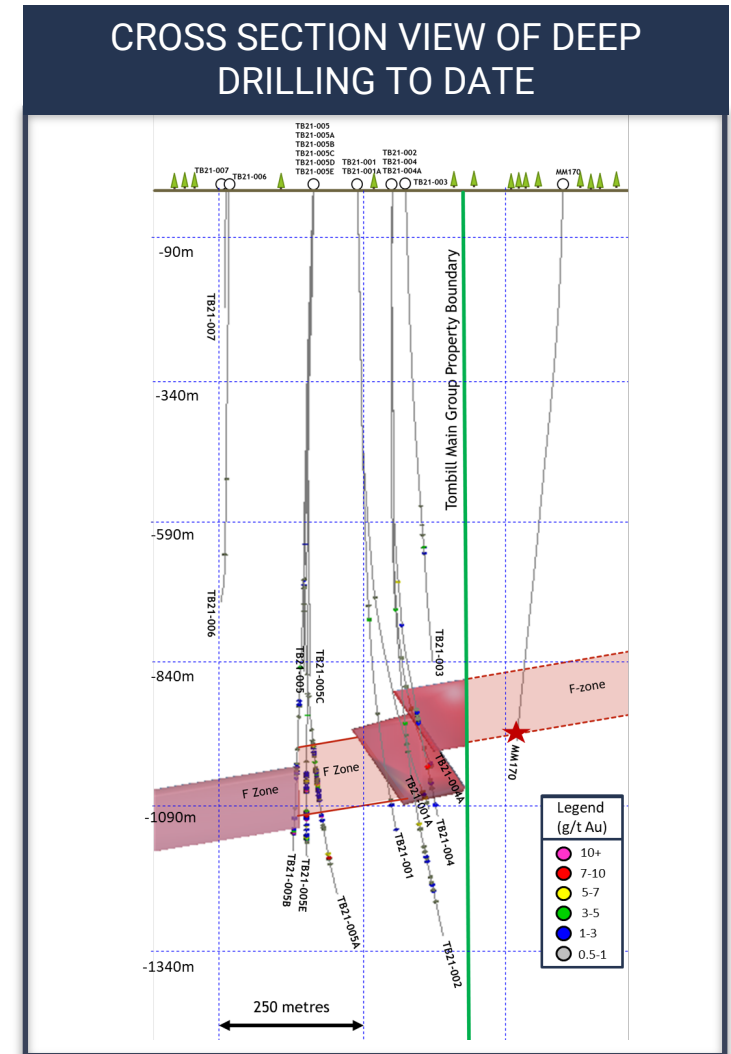 CROSS SECTION VIEW OF DEEP
DRILLING TO DATE
TB21-005
TB21-005A
TB21-005B
TB21-005C
TB21-005D
TB21-005E
TB21-002
TB21-004
TB21-004A
TB21-001
TB21-001A
TB21-007
TB21-006
TB21-003
MM170
-90m
TB21-007
Tombill Main Group Property Boundary
-340m
-590m
TB21-006
TB21-003
TB21-005
TB21-005C
-840m
F-zone
MM170
F Zone
F Zone
TB21-004A
TB21-001A
-1090m
TB21-004
TB21-001
TB21-005B
TB21-005E
TB21-005A
TB21-002
-1340m
Legend
(g/t Au)
10+
7-10
5-7
3-5
1-3
0.5-1
250 metres